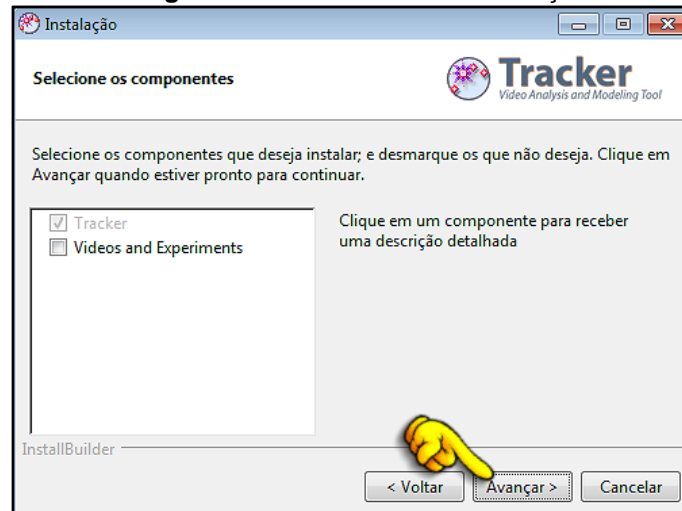 Instalação
Selecione os componentes
Tracker
Video Analysis and Modeling Tool
Selecione os componentes que deseja instalar; e desmarque os que não deseja. Clique em
Avançar quando estiver pronto para continuar.
Tracker
Videos and Experiments
Clique em um componente para receber
uma descrição detalhada
InstallBuilder
< Voltar
Avançar >
Cancelar